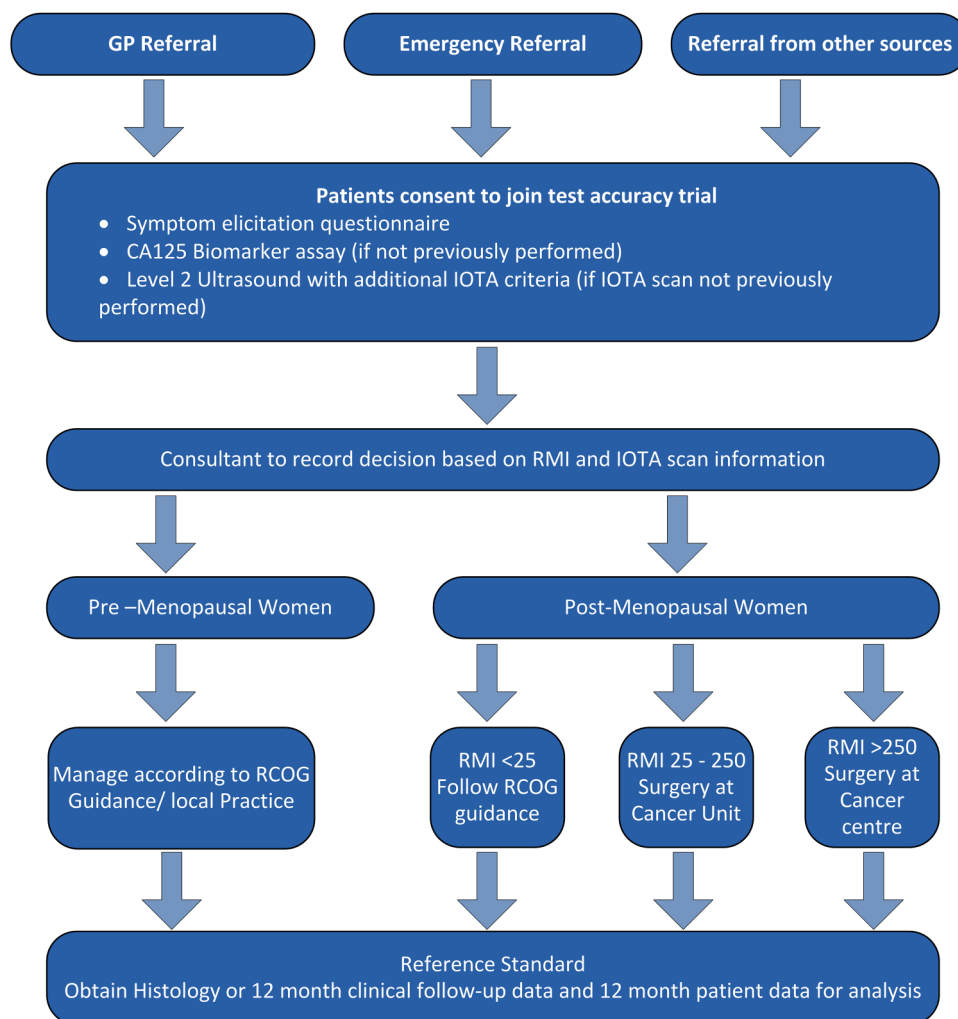 GP Referral
Emergency Referral
Referral from other sources
Patients consent to join test accuracy trial
• Symptom elicitation questionnaire
• CA125 Biomarker assay (if not previously performed)
• Level 2 Ultrasound with additional IOTA criteria (if IOTA scan not previously
performed)
Consultant to record decision based on RMI and IOTA scan information
Pre –Menopausal Women
Post-Menopausal Women
Manage according to RCOG
Guidance/ local Practice
RMI <25
Follow RCOG
guidance
RMI 25 - 250
Surgery at
Cancer Unit
RMI >250
Surgery at
Cancer
centre
Reference Standard
Obtain Histology or 12 month clinical follow-up data and 12 month patient data for analysis